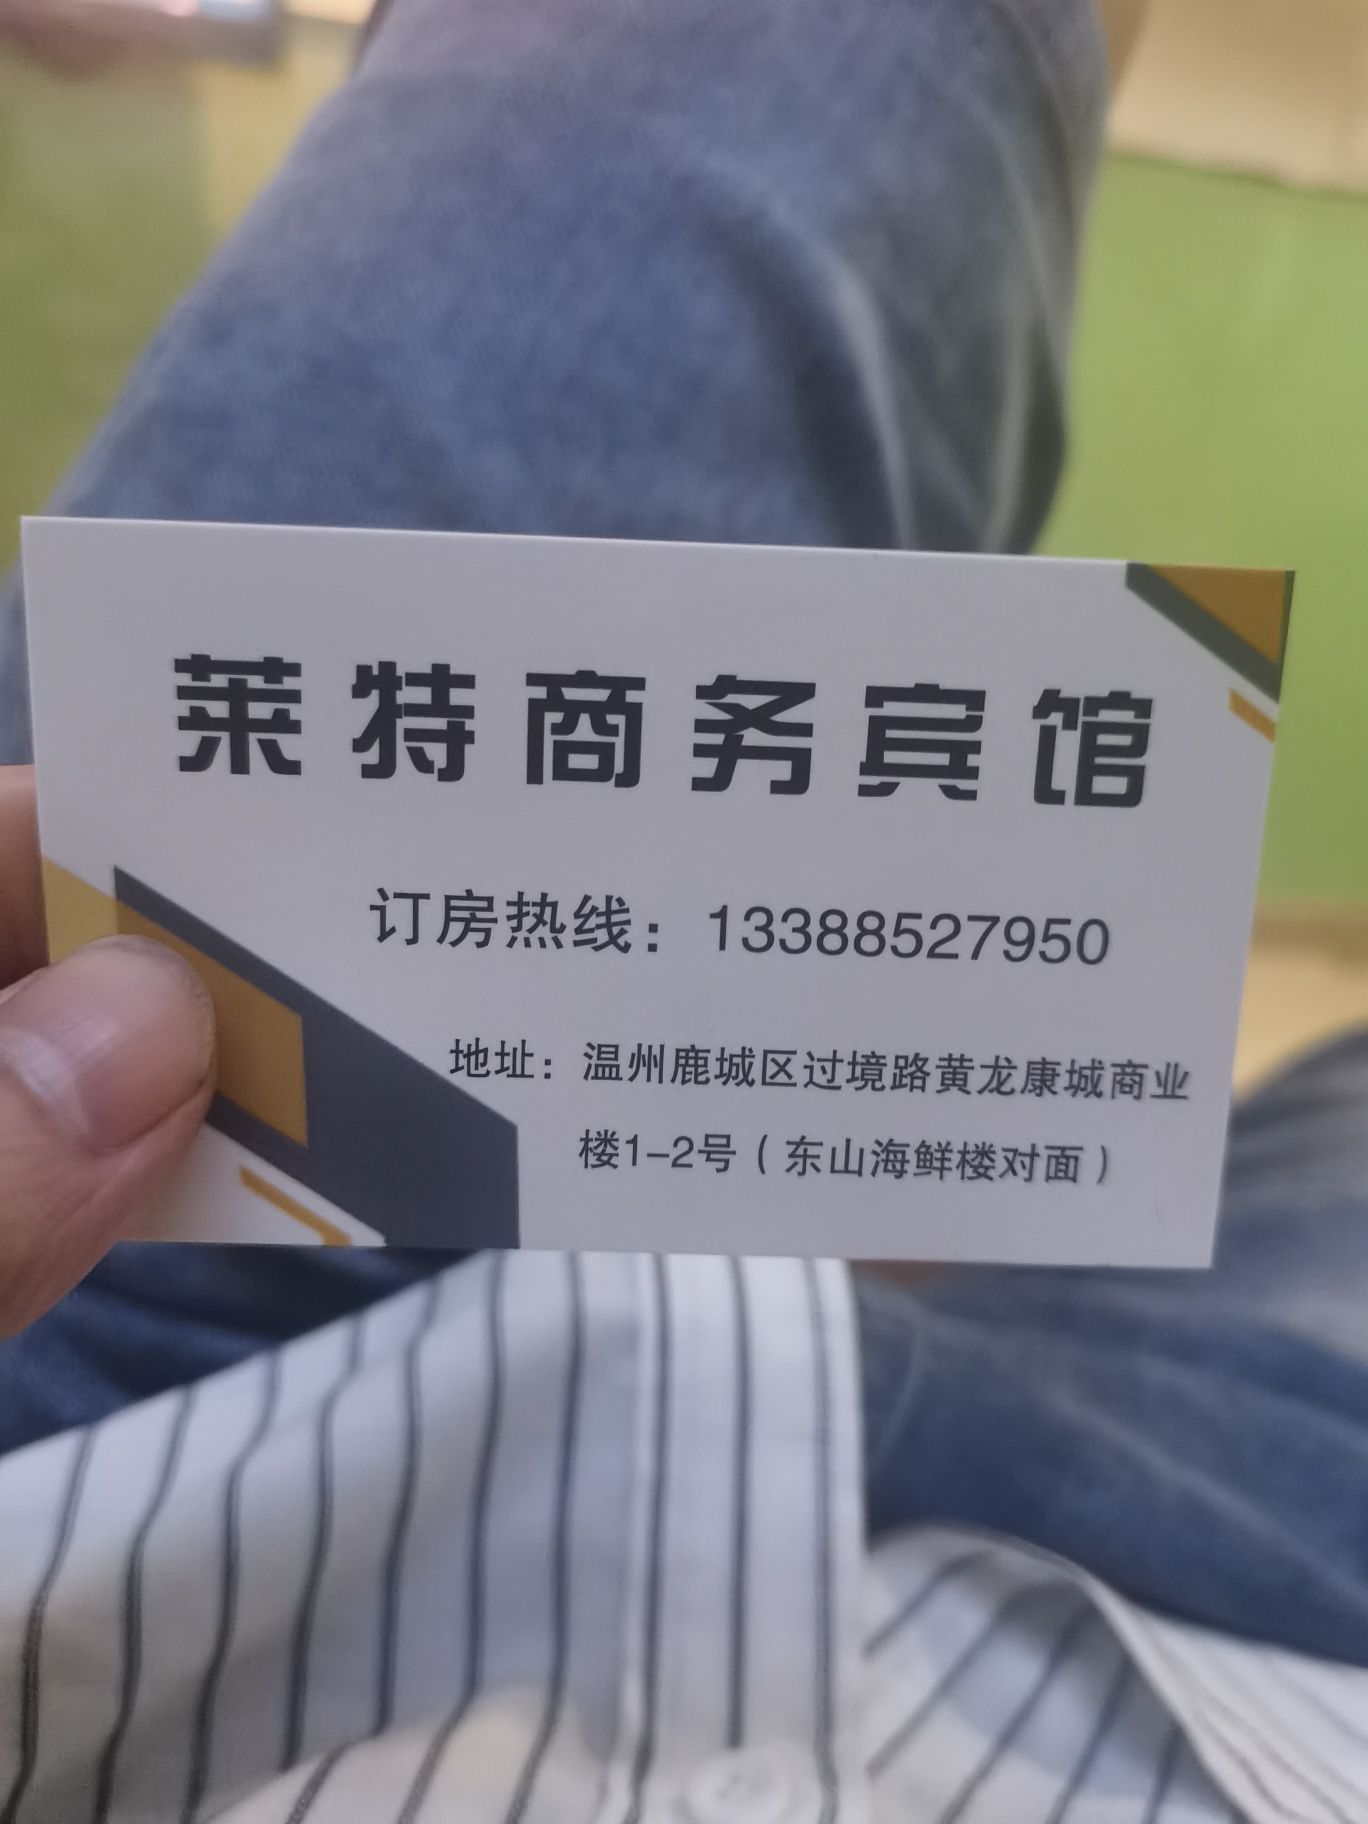 莱特商务宾馆
订房热线：13388527950
地址：温州鹿城区过境路黄龙康城商业
楼1-2号（东山海鲜楼对面）